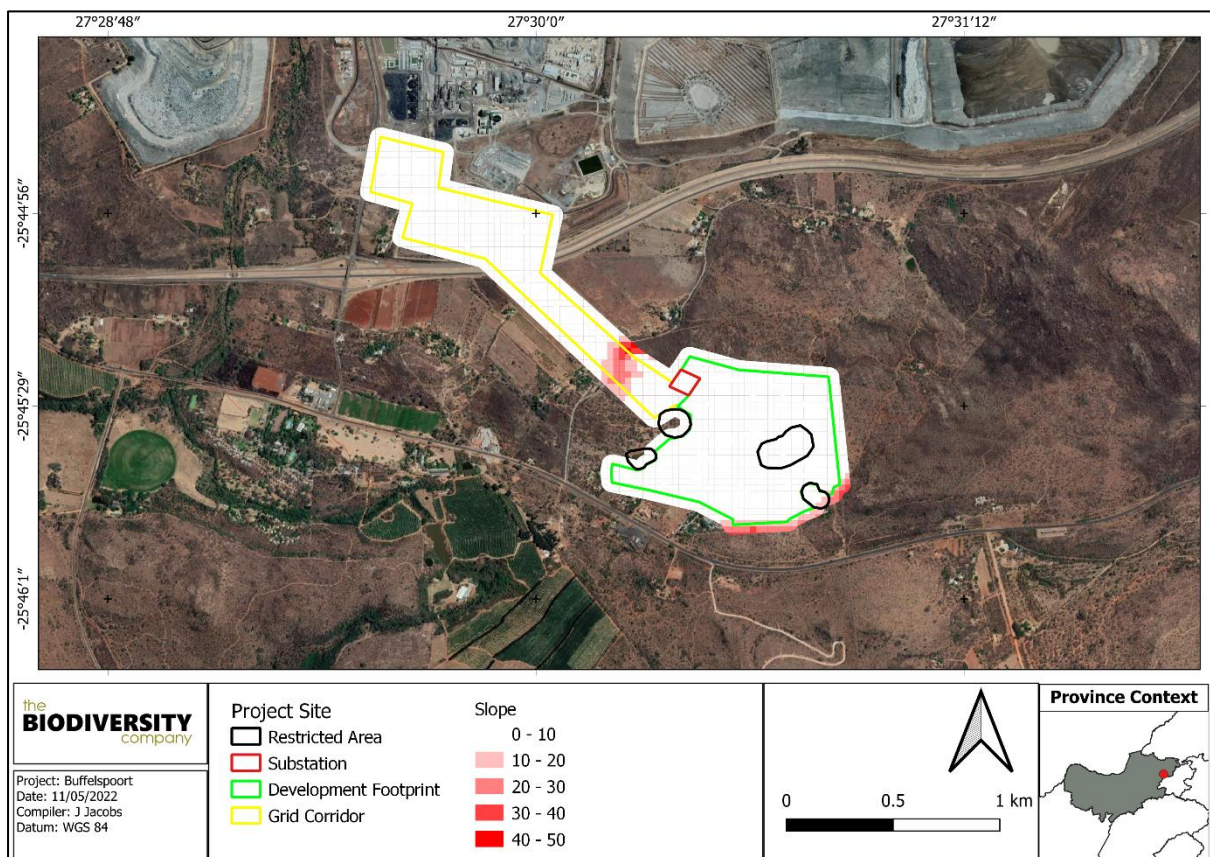 27°28′48″
27°30′0″
27°31′12″
-25°44′56″
-25°45′29″
-25°46′1″
the
BIODIVERSITY
company
Project: Buffelspoort
Date: 11/05/2022
Compiler: J Jacobs
Datum: WGS 84
Project Site
Restricted Area
Substation
Development Footprint
Grid Corridor
Slope
0 - 10
10 - 20
20 - 30
30 - 40
40 - 50
0 0.5 1 km
Province Context